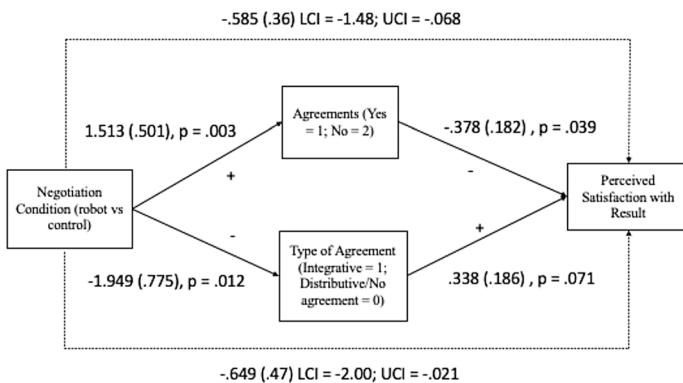 -.585 (.36) LCI = -1.48; UCI = -.068
Agreements (Yes
= 1; No = 2)
1.513 (.501), p = .003
-.378 (.182) , p = .039
+
-
Negotiation
Condition (robot vs
control)
Perceived
Satisfaction with
Result
-
+
Type of Agreement
(Integrative = 1;
Distributive/No
agreement = 0)
-1.949 (.775), p = .012
.338 (.186) , p = .071
-.649 (.47) LCI = -2.00; UCI = -.021